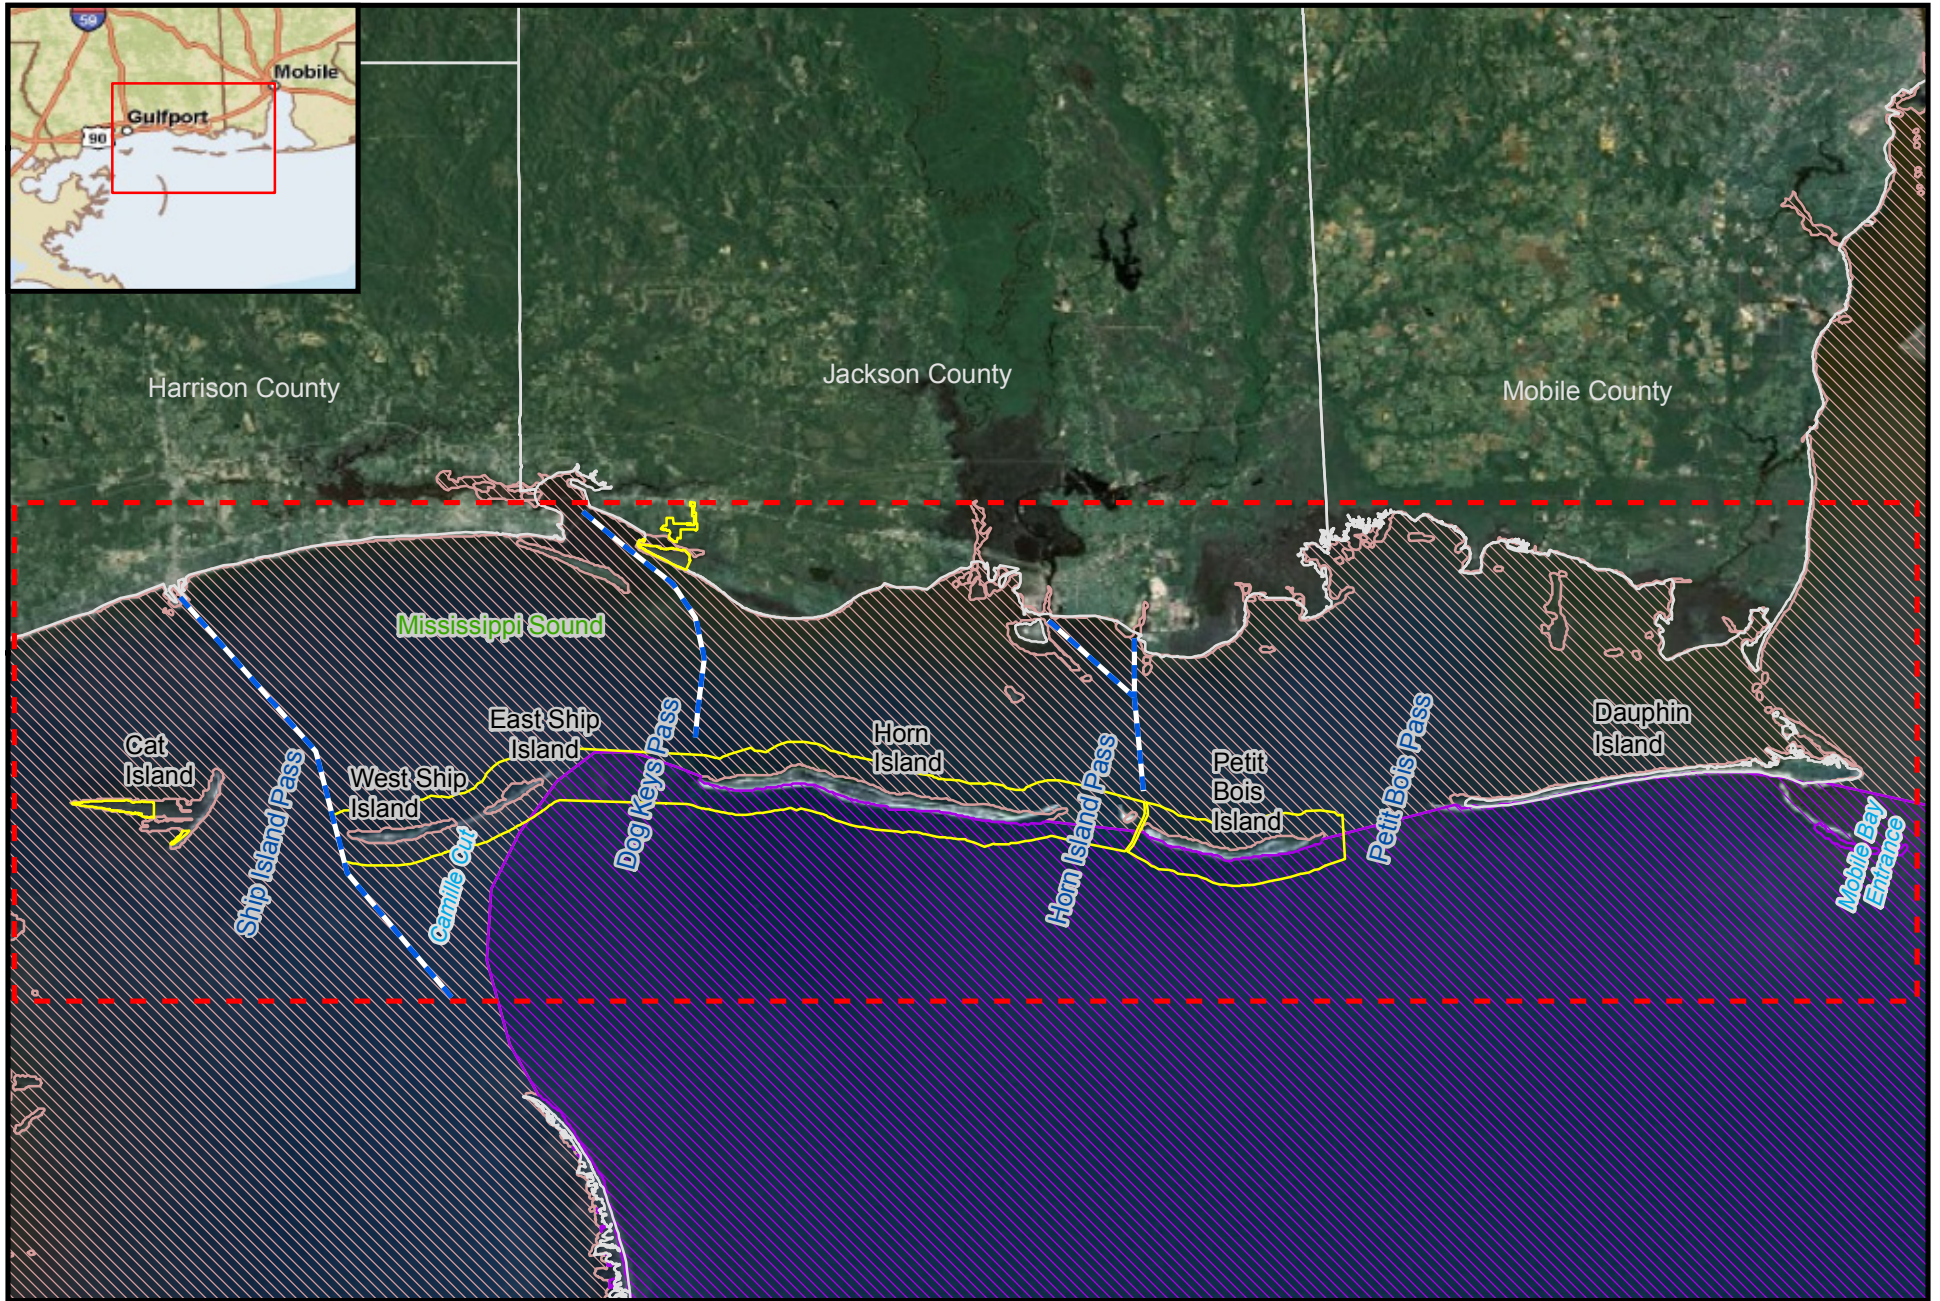 59
Mobile
Gulfport
90
Harrison County
Jackson County
Mobile County
Mississippi Sound
Cat
Island
Ship Island Pass
West Ship
Island
East Ship
Island
Camille Cut
Dog Keys Pass
Horn
Island
Horn Island Pass
Petit
Bois
Island
Petit Bois Pass
Dauphin
Island
Mobile Bay
Entrance